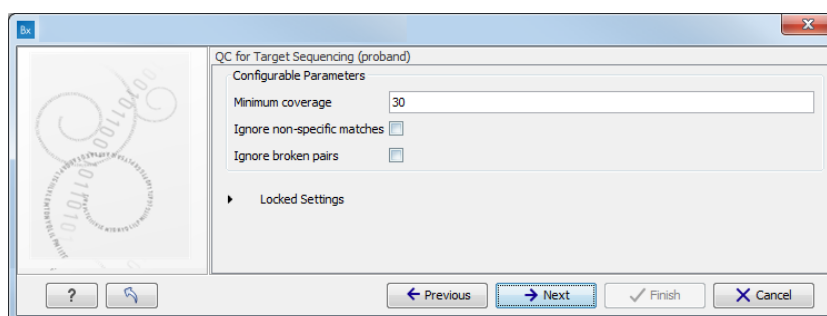 Bx
QC for Target Sequencing (proband)
Configurable Parameters
Minimum coverage 30
Ignore non-specific matches
Ignore broken pairs
Locked Settings
? Previous Next Finish Cancel